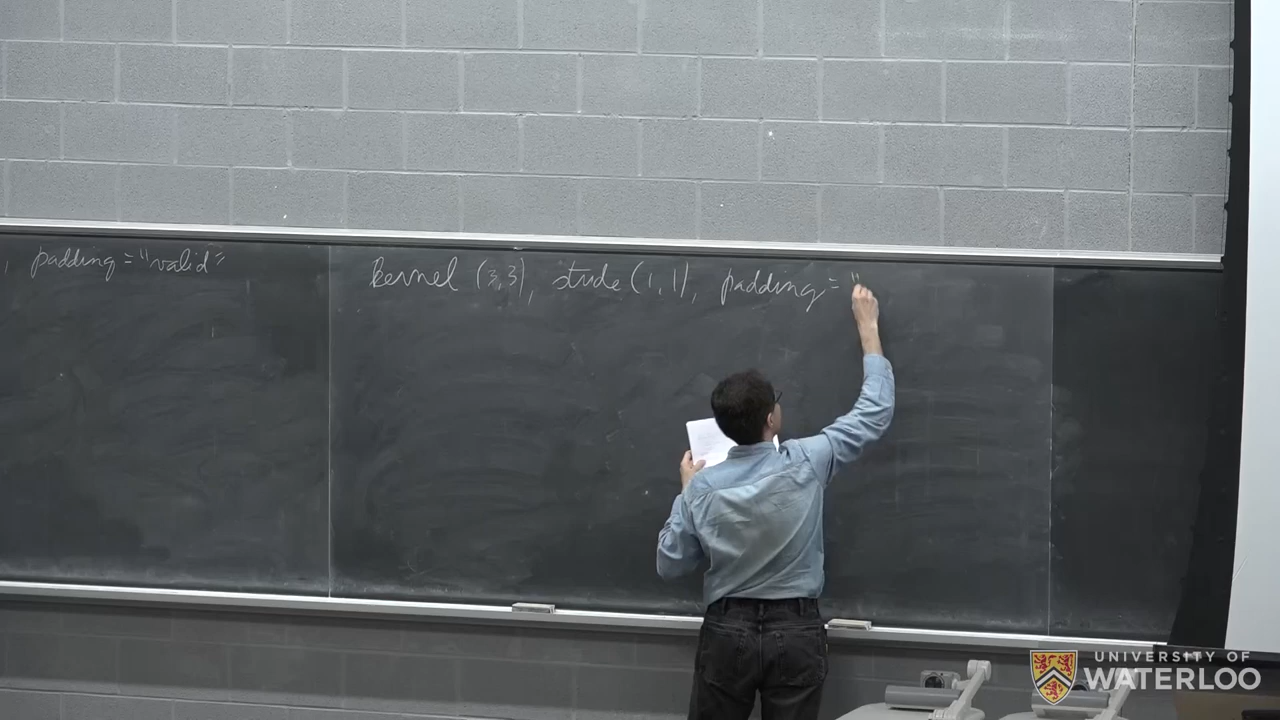 , padding = "valid"
kernel (3,3), stride (1,1), padding = "
UNIVERSITY OF
WATERLOO